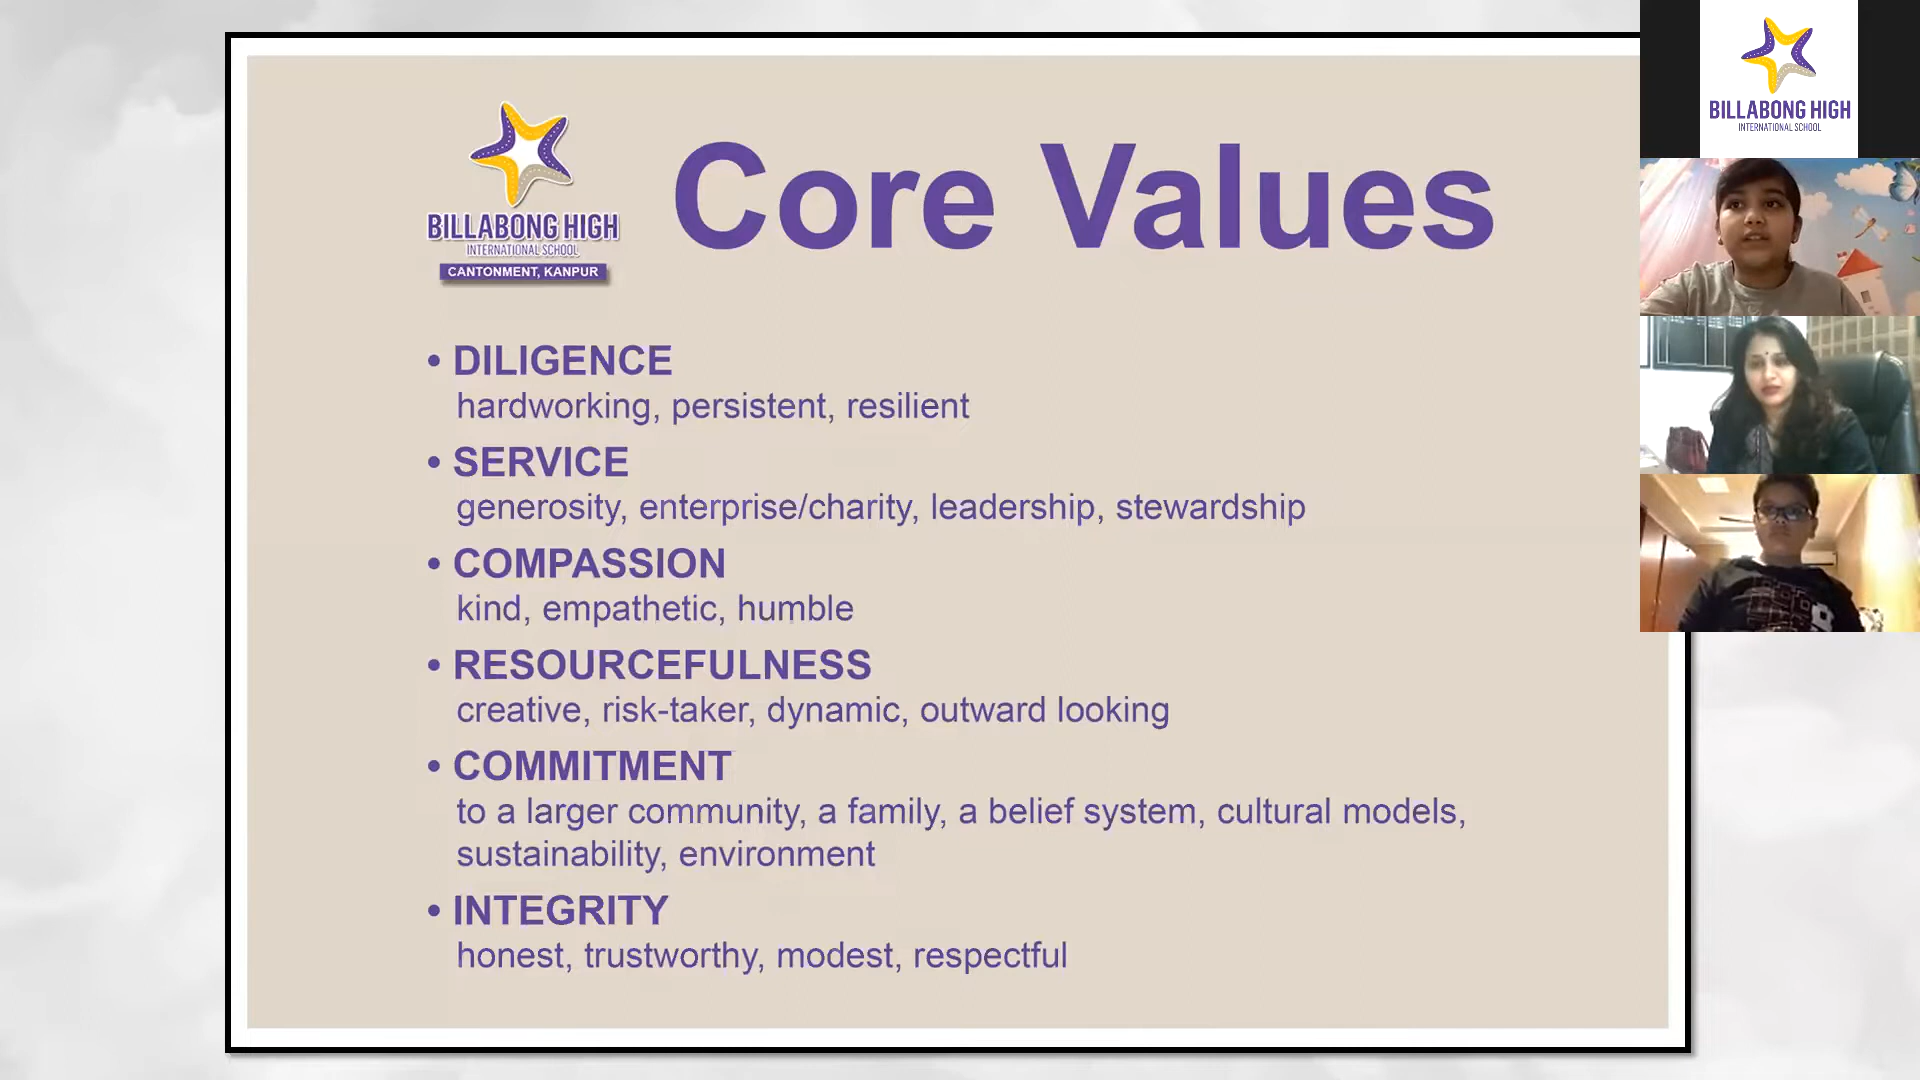 BILLABONG HIGH
INTERNATIONAL SCHOOL
CANTONMENT, KANPUR
Core Values
• DILIGENCE
hardworking, persistent, resilient
• SERVICE
generosity, enterprise/charity, leadership, stewardship
• COMPASSION
kind, empathetic, humble
• RESOURCEFULNESS
creative, risk-taker, dynamic, outward looking
• COMMITMENT
to a larger community, a family, a belief system, cultural models,
sustainability, environment
• INTEGRITY
honest, trustworthy, modest, respectful
BILLABONG HIGH
INTERNATIONAL SCHOOL